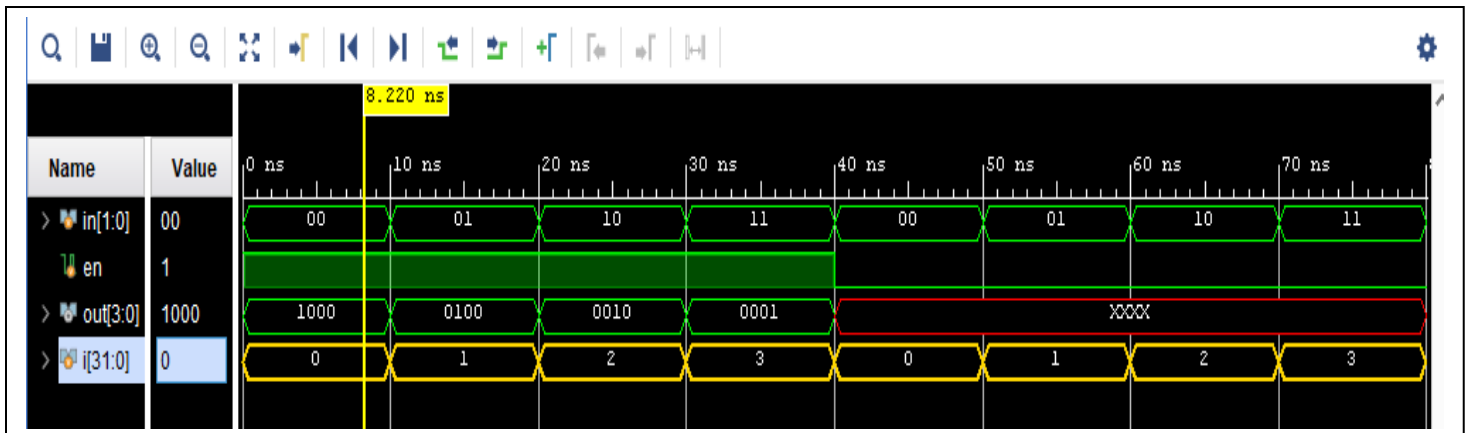 8.220 ns
Name Value 0 ns 10 ns 20 ns 30 ns 40 ns 50 ns 60 ns 70 ns
in[1:0] 00 00 01 10 11 00 01 10 11
en 1
out[3:0] 1000 1000 0100 0010 0001 XXXX
i[31:0] 0 0 1 2 3 0 1 2 3